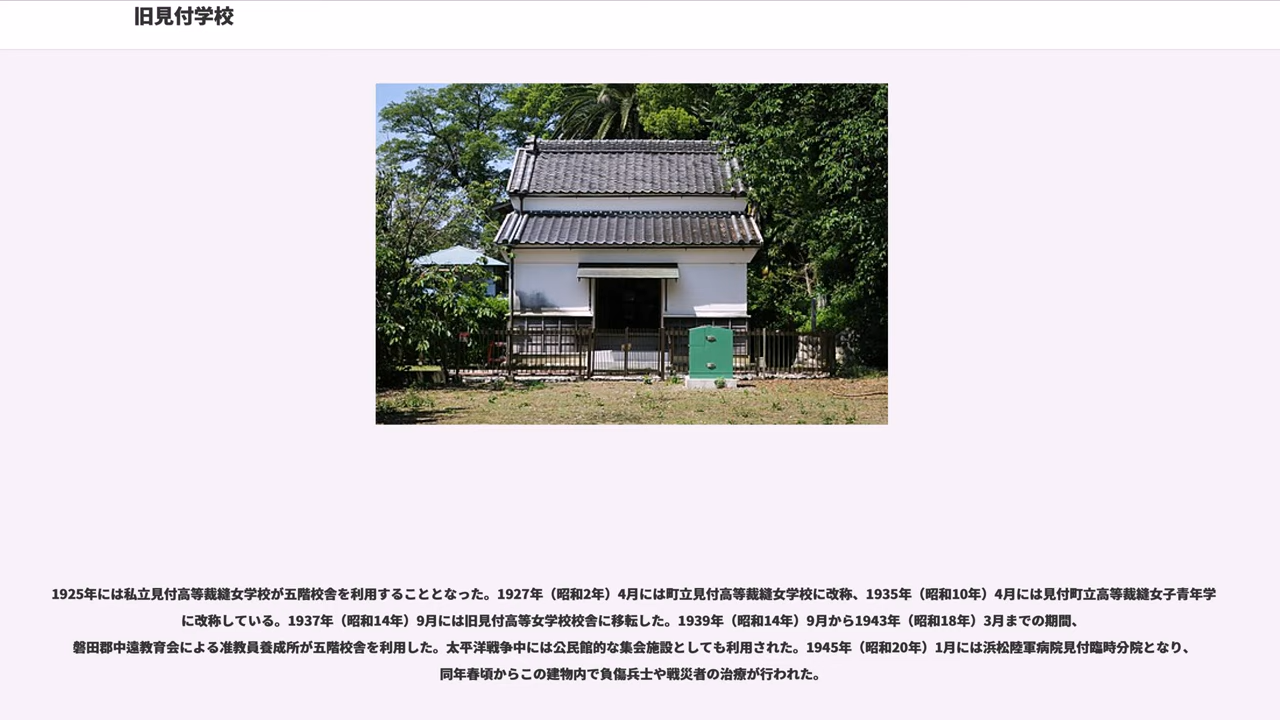 旧見付学校
1925年には私立見付高等裁縫女学校が五階校舎を利用することとなった。1927年（昭和2年）4月には町立見付高等裁縫女学校に改称、1935年（昭和10年）4月には見付町立高等裁縫女子青年学
に改称している。1937年（昭和14年）9月には旧見付高等女学校校舎に移転した。1939年（昭和14年）9月から1943年（昭和18年）3月までの期間、
磐田郡中遠教育会による准教員養成所が五階校舎を利用した。太平洋戦争中には公民館的な集会施設としても利用された。1945年（昭和20年）1月には浜松陸軍病院見付臨時分院となり、
同年春頃からこの建物内で負傷兵士や戦災者の治療が行われた。